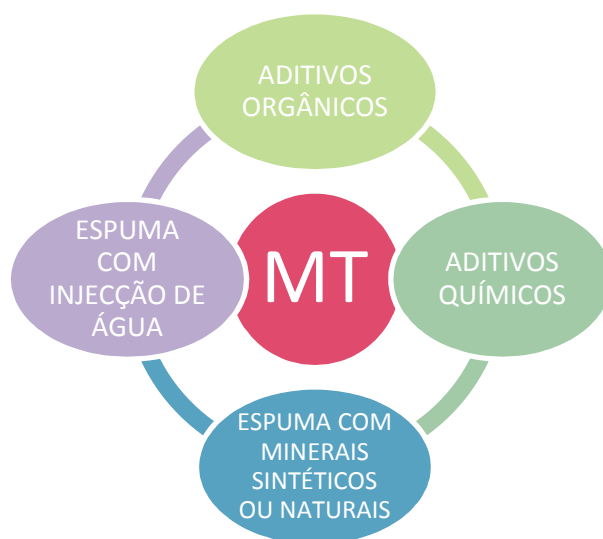 ADITIVOS
ORGÂNICOS
ESPUMA
COM
INJECÇÃO DE
ÁGUA
MT
ADITIVOS
QUÍMICOS
ESPUMA COM
MINERAIS
SINTÉTICOS
OU NATURAIS